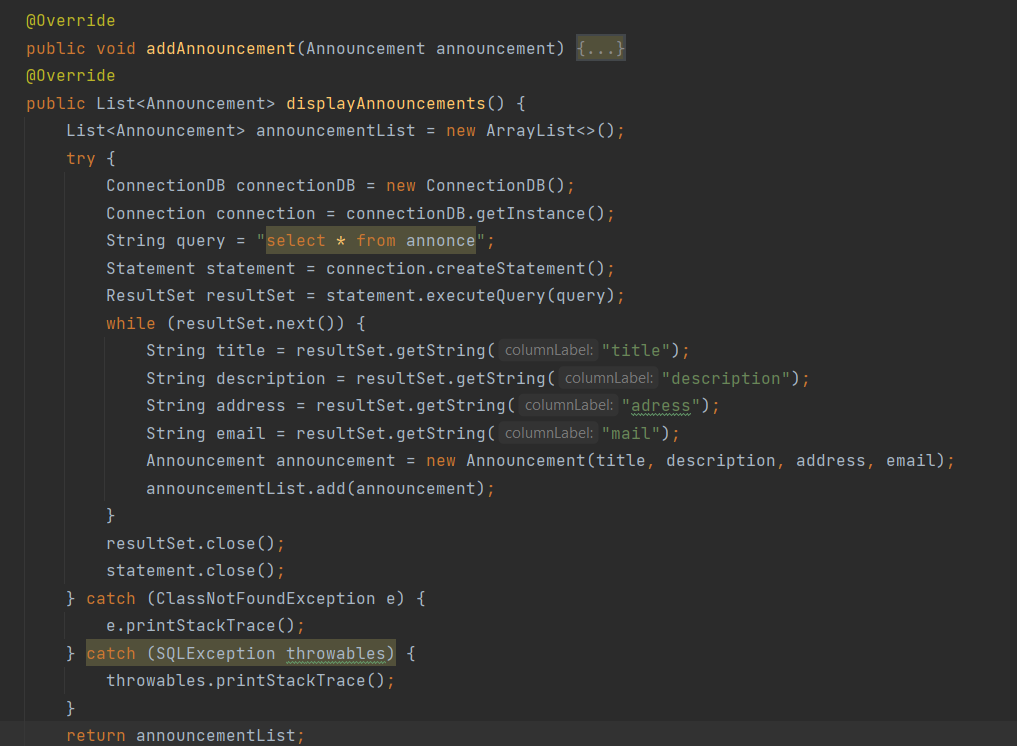 @Override
public void addAnnouncement(Announcement announcement) {...}
@Override
public List<Announcement> displayAnnouncements() {
List<Announcement> announcementList = new ArrayList<>();
try {
ConnectionDB connectionDB = new ConnectionDB();
Connection connection = connectionDB.getInstance();
String query = "select * from annonce";
Statement statement = connection.createStatement();
ResultSet resultSet = statement.executeQuery(query);
while (resultSet.next()) {
String title = resultSet.getString( columnLabel: "title");
String description = resultSet.getString( columnLabel: "description");
String address = resultSet.getString( columnLabel: "adress");
String email = resultSet.getString( columnLabel: "mail");
Announcement announcement = new Announcement(title, description, address, email);
announcementList.add(announcement);
}
resultSet.close();
statement.close();
} catch (ClassNotFoundException e) {
e.printStackTrace();
} catch (SQLException throwables) {
throwables.printStackTrace();
}
return announcementList;